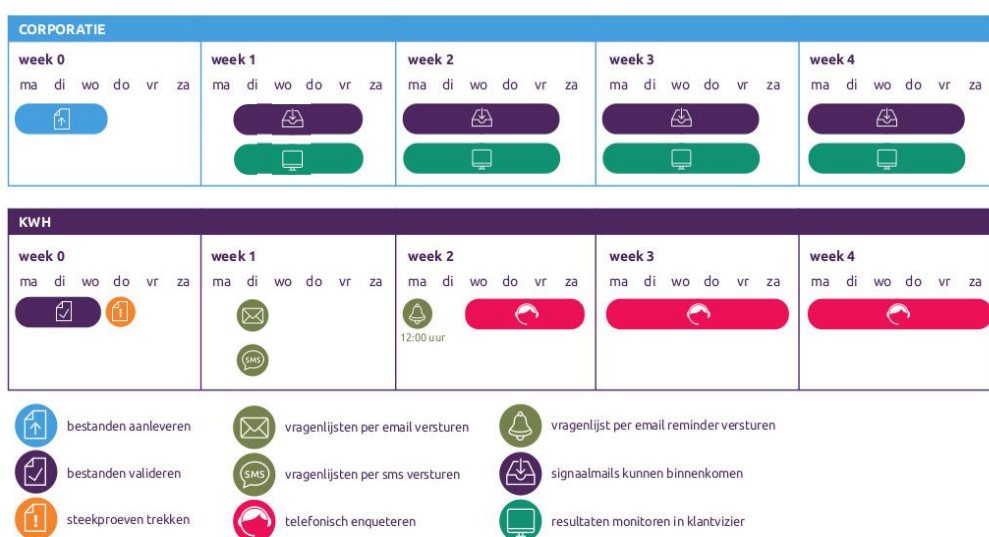 CORPORATIE
week 0 week 1 week 2 week 3 week 4
ma di wo do vr za ma di wo do vr za ma di wo do vr za ma di wo do vr za ma di wo do vr za
KWH
week 0 week 1 week 2 week 3 week 4
ma di wo do vr za ma di wo do vr za ma di wo do vr za ma di wo do vr za ma di wo do vr za
12:00 uur
SMS
bestanden aanleveren vragenlijsten per email versturen vragenlijst per email reminder versturen
bestanden valideren SMS vragenlijsten per sms versturen signaalmails kunnen binnenkomen
steekproeven trekken telefonisch enqueteren resultaten monitoren in klantvizier